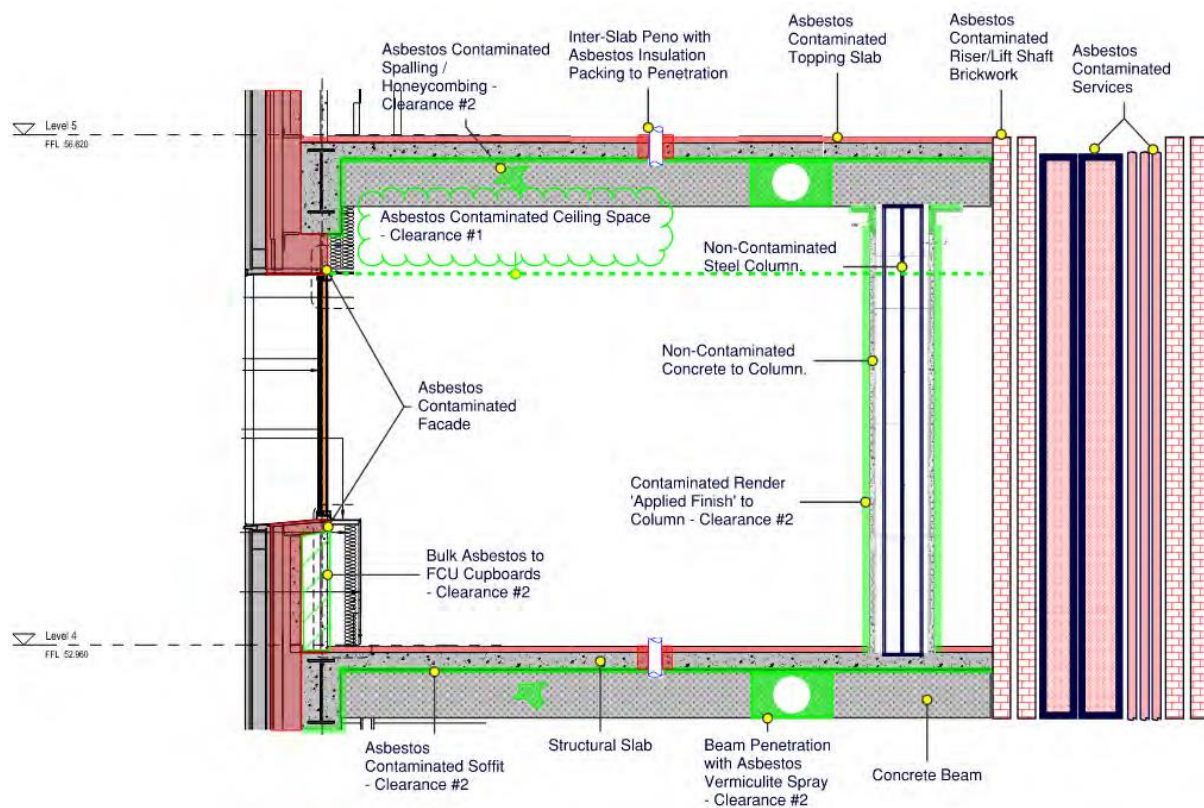 Asbestos Contaminated
Spalling /
Honeycombing -
Clearance #2
Inter-Slab Peno with
Asbestos Insulation
Packing to Penetration
Asbestos
Contaminated
Topping Slab
Asbestos
Contaminated
Riser/Lift Shaft
Brickwork
Asbestos
Contaminated
Services
Level 5
FFL 56.820
Asbestos Contaminated Ceiling Space
- Clearance #1
Non-Contaminated
Steel Column.
Non-Contaminated
Concrete to Column.
Asbestos
Contaminated
Facade
Contaminated Render
'Applied Finish' to
Column - Clearance #2
Bulk Asbestos to
FCU Cupboards
- Clearance #2
Level 4
FFL 52.960
Asbestos
Contaminated Soffit
- Clearance #2
Structural Slab
Beam Penetration
with Asbestos
Vermiculite Spray
- Clearance #2
Concrete Beam